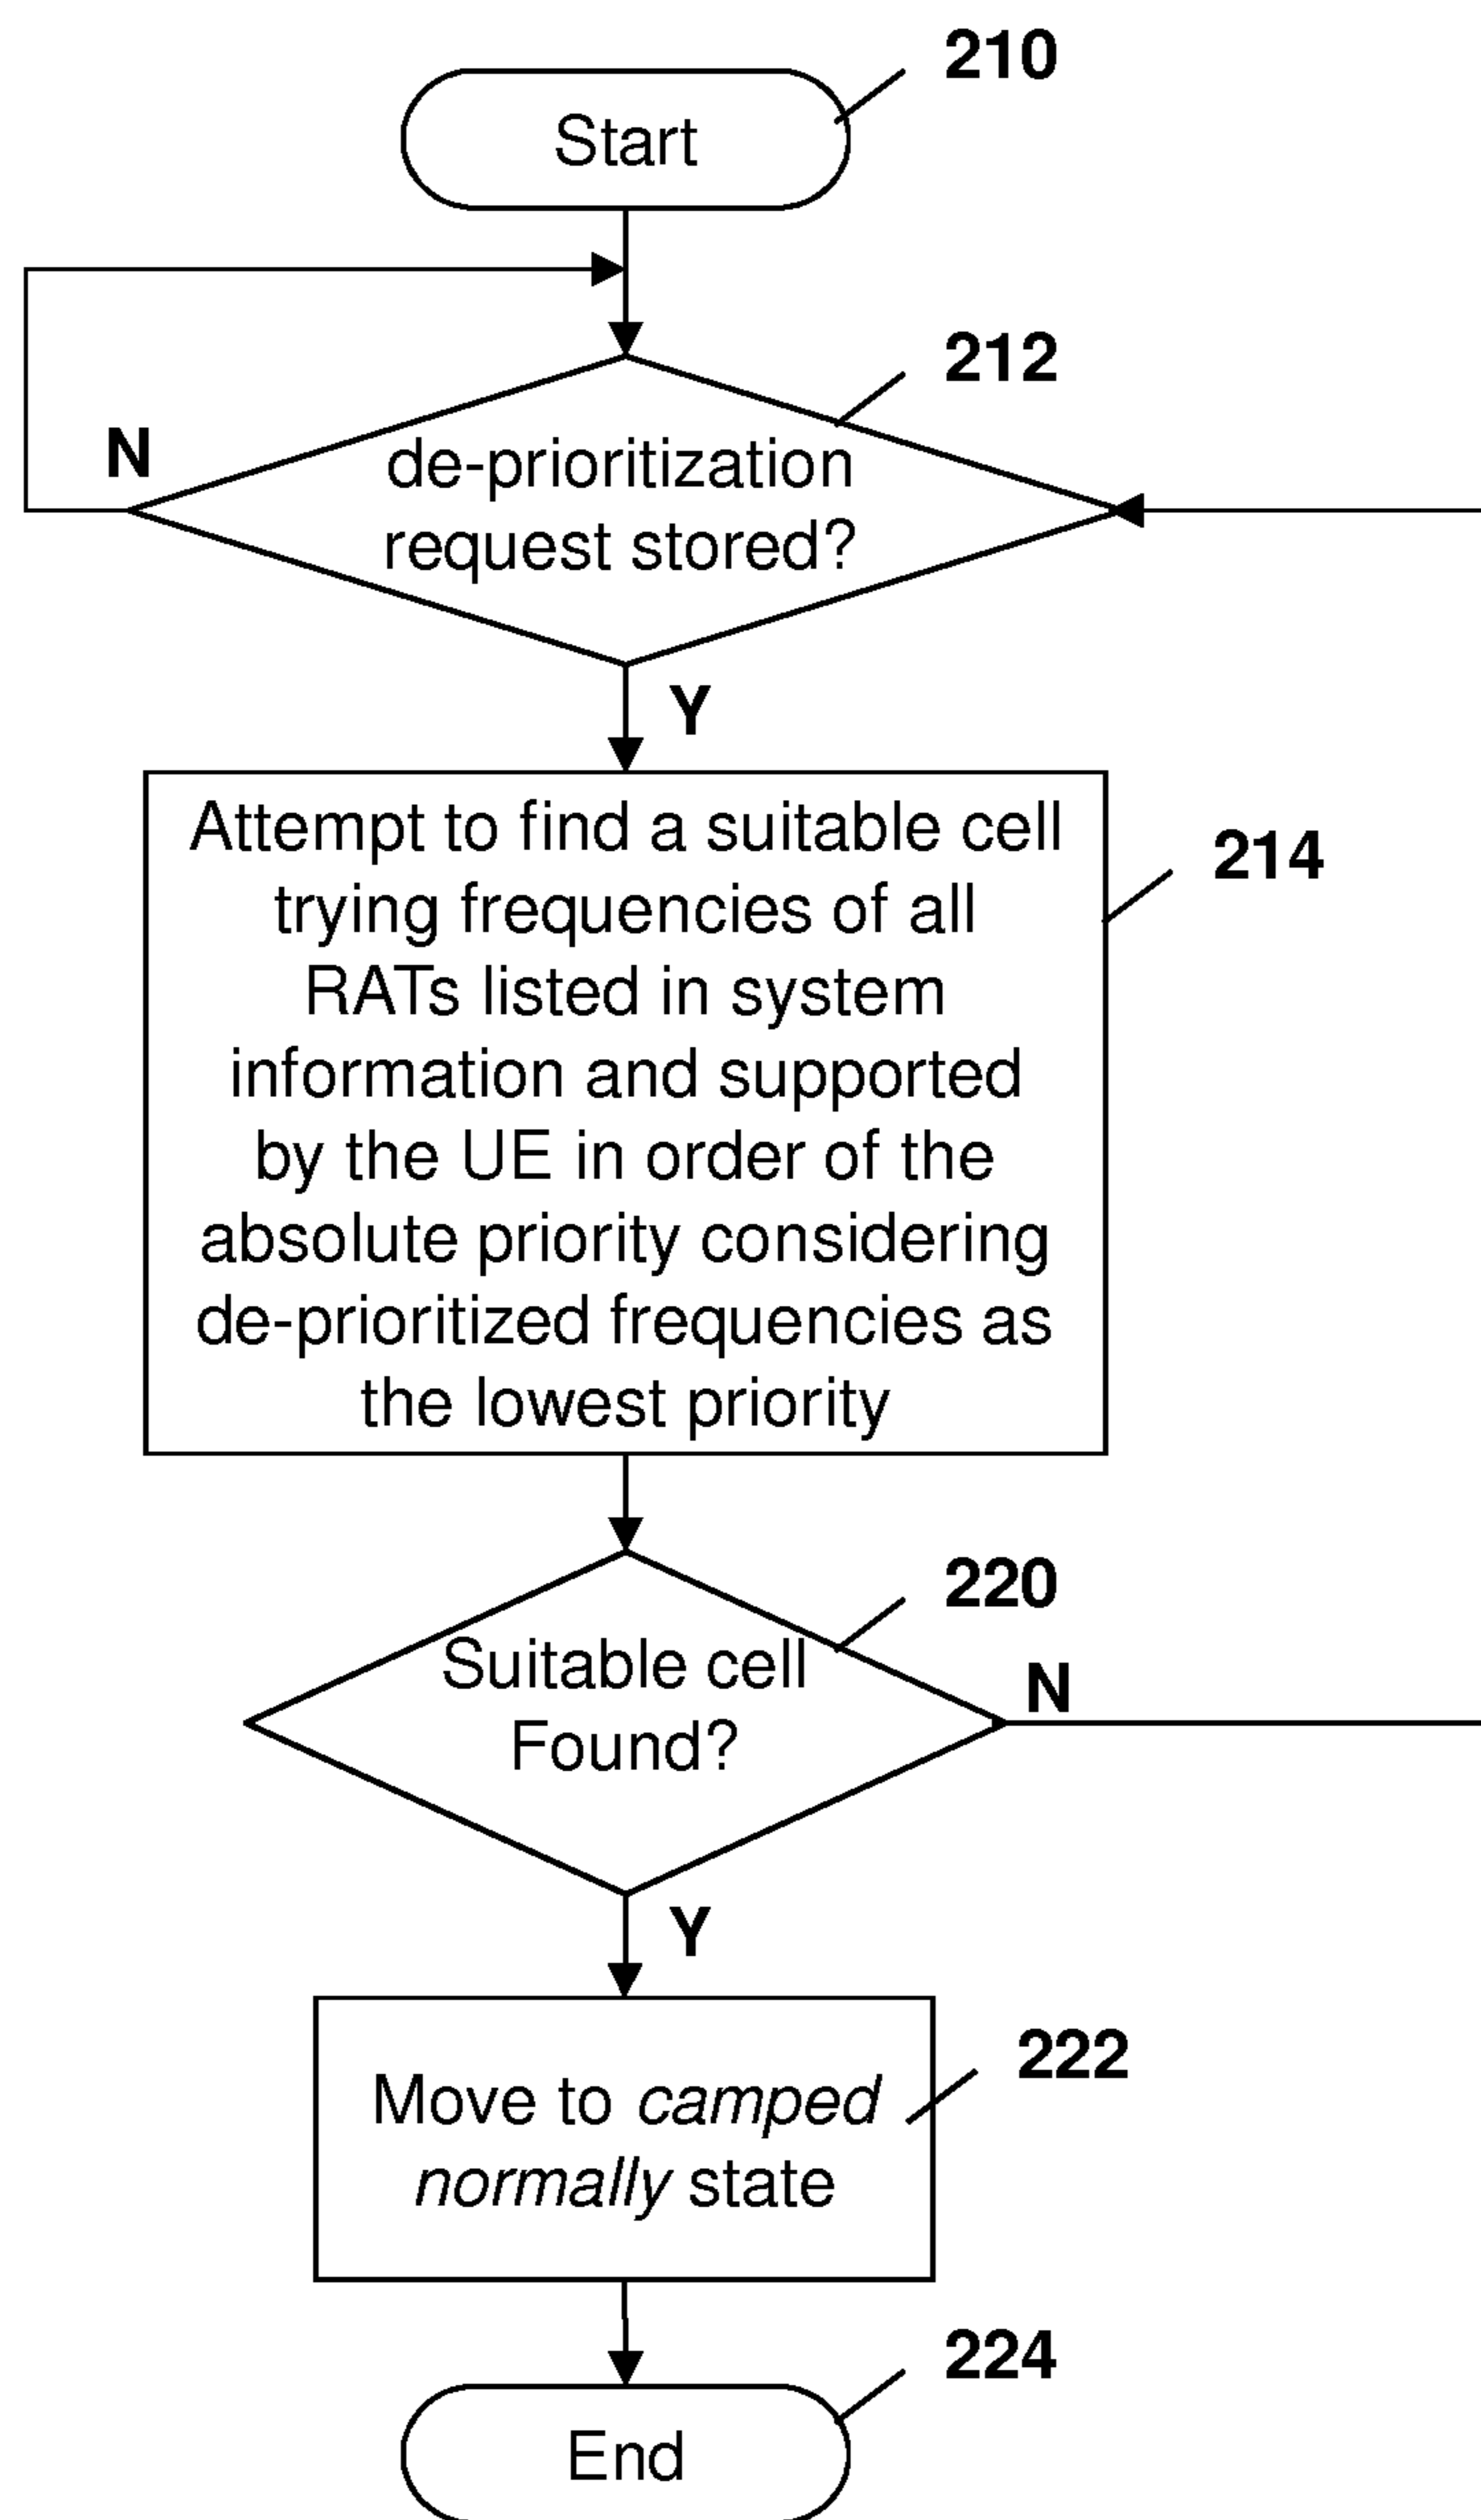 210
Start
212
N
de-prioritization
request stored?
Y
Attempt to find a suitable cell
trying frequencies of all
RATs listed in system
information and supported
by the UE in order of the
absolute priority considering
de-prioritized frequencies as
the lowest priority
214
220
Suitable cell
Found?
N
Y
222
Move to camped
normally state
224
End